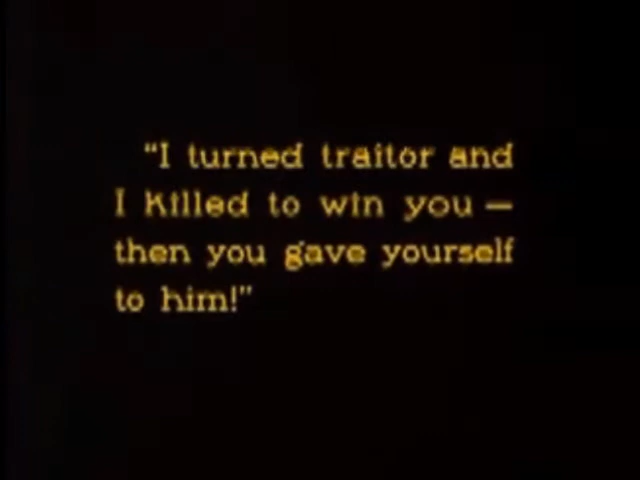 “I turned traitor and
I killed to win you —
then you gave yourself
to him!”